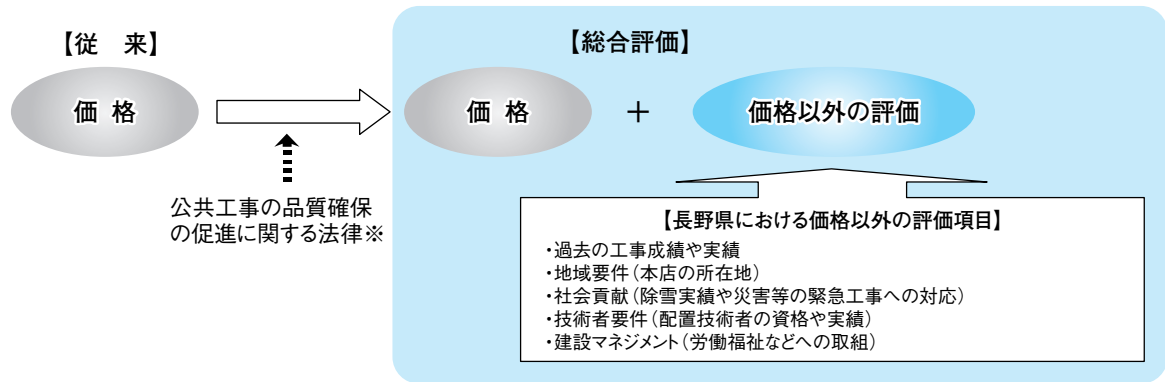 【従　来】
【総合評価】
価 格
価 格
＋
価格以外の評価
公共工事の品質確保
の促進に関する法律※
【長野県における価格以外の評価項目】
・過去の工事成績や実績
・地域要件（本店の所在地）
・社会貢献（除雪実績や災害等の緊急工事への対応）
・技術者要件（配置技術者の資格や実績）
・建設マネジメント（労働福祉などへの取組）